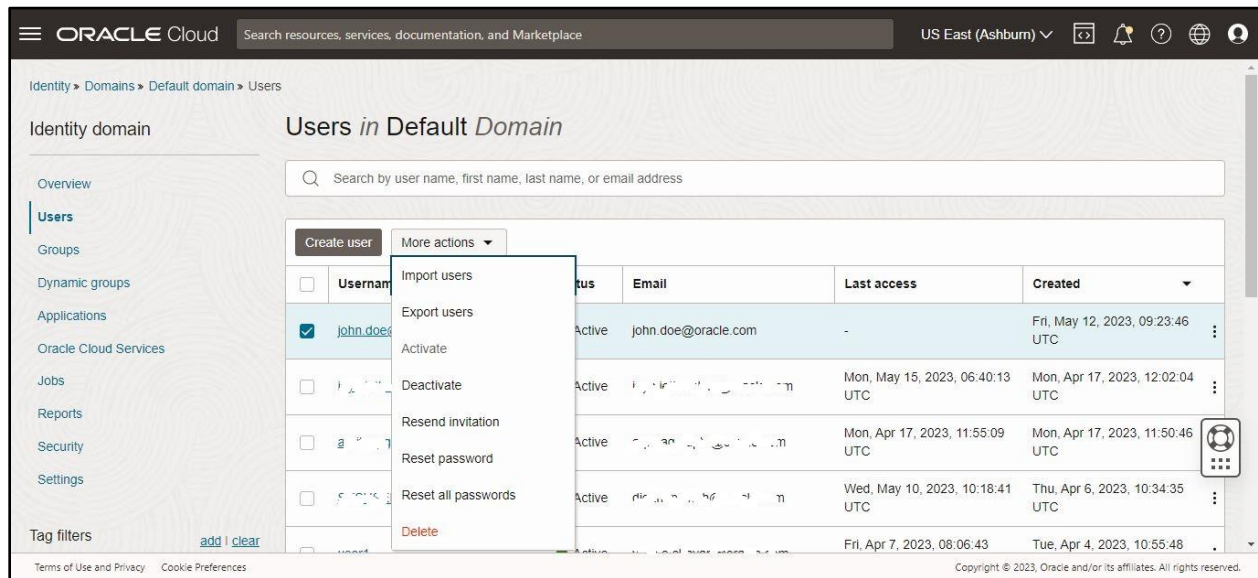 ORACLE Cloud
Search resources, services, documentation, and Marketplace
US East (Ashburn)
Identity » Domains » Default domain » Users
Identity domain
Overview
Users
Groups
Dynamic groups
Applications
Oracle Cloud Services
Jobs
Reports
Security
Settings
Tag filters
add | clear
Users in Default Domain
Search by user name, first name, last name, or email address
Create user
More actions
Import users
Export users
Activate
Deactivate
Resend invitation
Reset password
Reset all passwords
Delete
Email
Last access
Created
Active
john.doe@oracle.com
-
Fri, May 12, 2023, 09:23:46
UTC
Active
Mon, May 15, 2023, 06:40:13
UTC
Mon, Apr 17, 2023, 12:02:04
UTC
Active
Mon, Apr 17, 2023, 11:55:09
UTC
Mon, Apr 17, 2023, 11:50:46
UTC
Active
Wed, May 10, 2023, 10:18:41
UTC
Thu, Apr 6, 2023, 10:34:35
UTC
Fri, Apr 7, 2023, 08:06:43
Tue, Apr 4, 2023, 10:55:48
Terms of Use and Privacy
Cookie Preferences
Copyright © 2023, Oracle and/or its affiliates. All rights reserved.